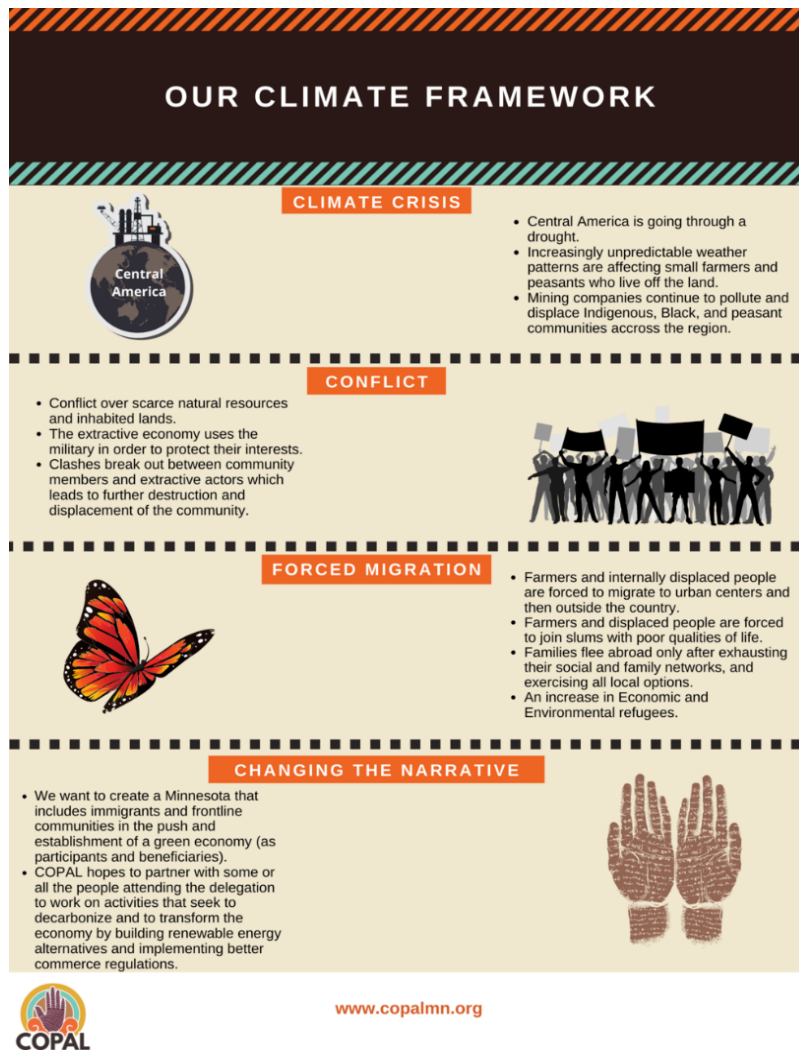 OUR CLIMATE FRAMEWORK
CLIMATE CRISIS
Central
America
• Central America is going through a
drought.
• Increasingly unpredictable weather
patterns are affecting small farmers and
peasants who live off the land.
• Mining companies continue to pollute and
displace Indigenous, Black, and peasant
communities accross the region.
CONFLICT
• Conflict over scarce natural resources
and inhabited lands.
• The extractive economy uses the
military in order to protect their interests.
• Clashes break out between community
members and extractive actors which
leads to further destruction and
displacement of the community.
FORCED MIGRATION
• Farmers and internally displaced people
are forced to migrate to urban centers and
then outside the country.
• Farmers and displaced people are forced
to join slums with poor qualities of life.
• Families flee abroad only after exhausting
their social and family networks, and
exercising all local options.
• An increase in Economic and
Environmental refugees.
CHANGING THE NARRATIVE
• We want to create a Minnesota that
includes immigrants and frontline
communities in the push and
establishment of a green economy (as
participants and beneficiaries).
• COPAL hopes to partner with some or
all the people attending the delegation
to work on activities that seek to
decarbonize and to transform the
economy by building renewable energy
alternatives and implementing better
commerce regulations.
COPAL
www.copalmn.org